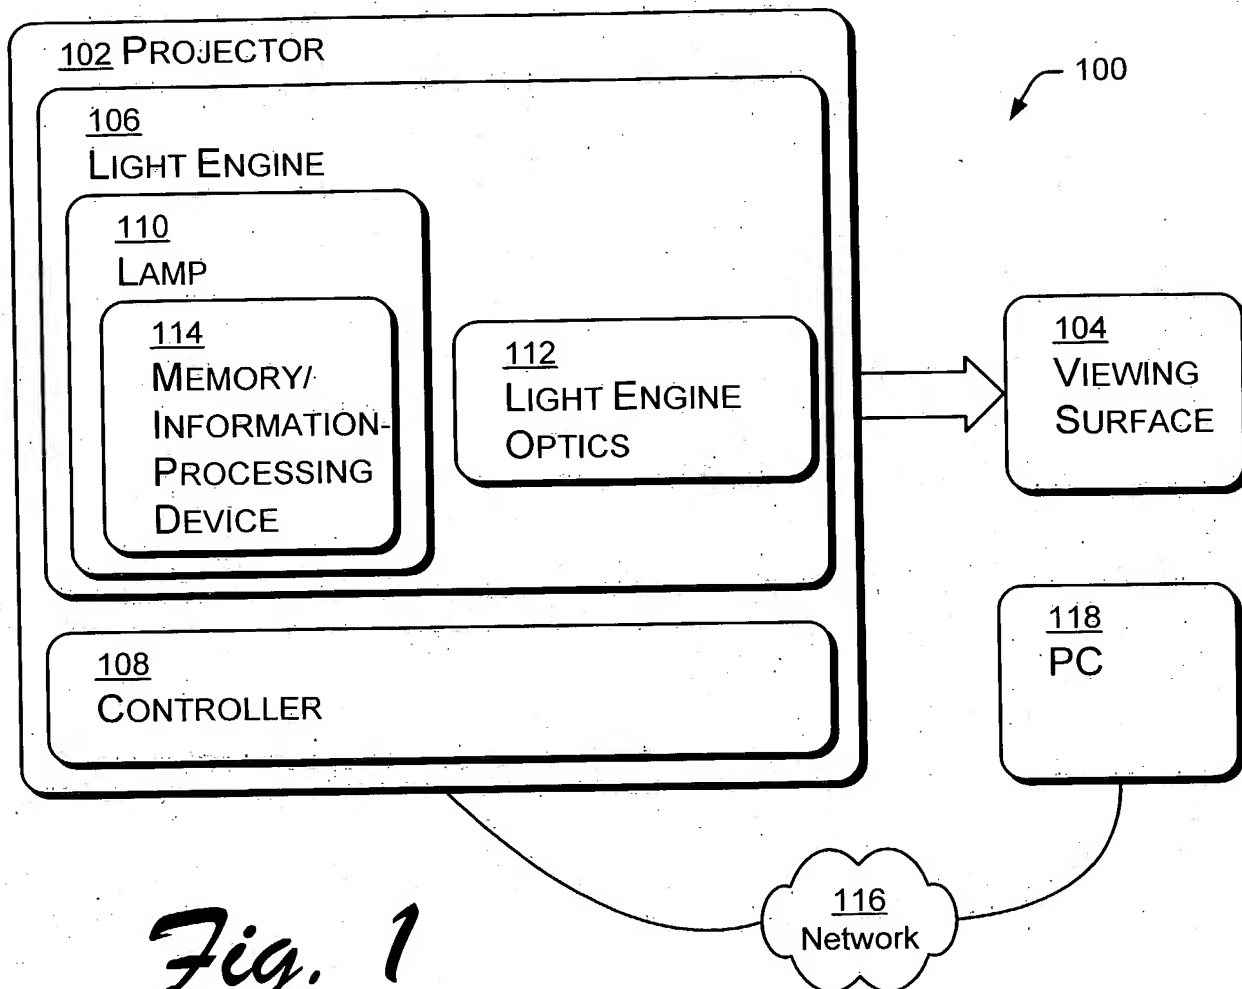 102 PROJECTOR
100
106
LIGHT ENGINE
110
LAMP
114
MEMORY/
INFORMATION-
PROCESSING
DEVICE
112
LIGHT ENGINE
OPTICS
104
VIEWING
SURFACE
108
CONTROLLER
118
PC
116
Network
Fig. 1